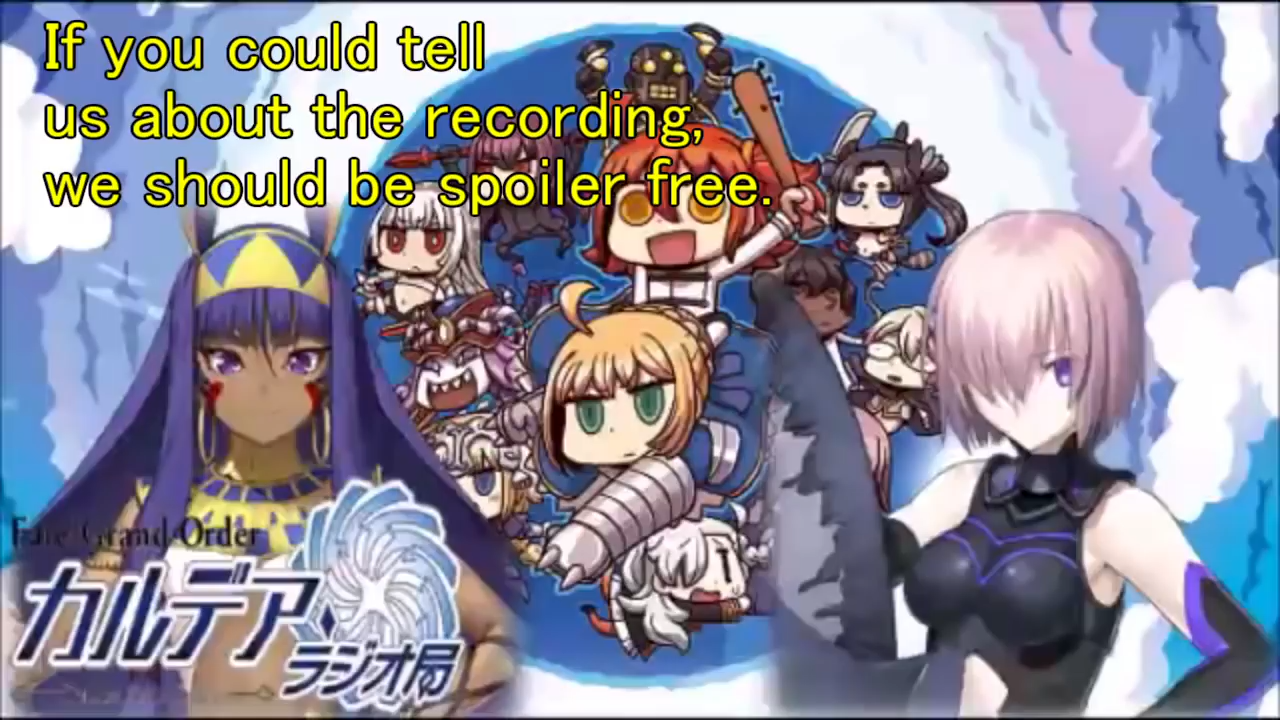 If you could tell
us about the recording,
we should be spoiler free.
Fate/Grand Order
カルデア・
ラジオ局